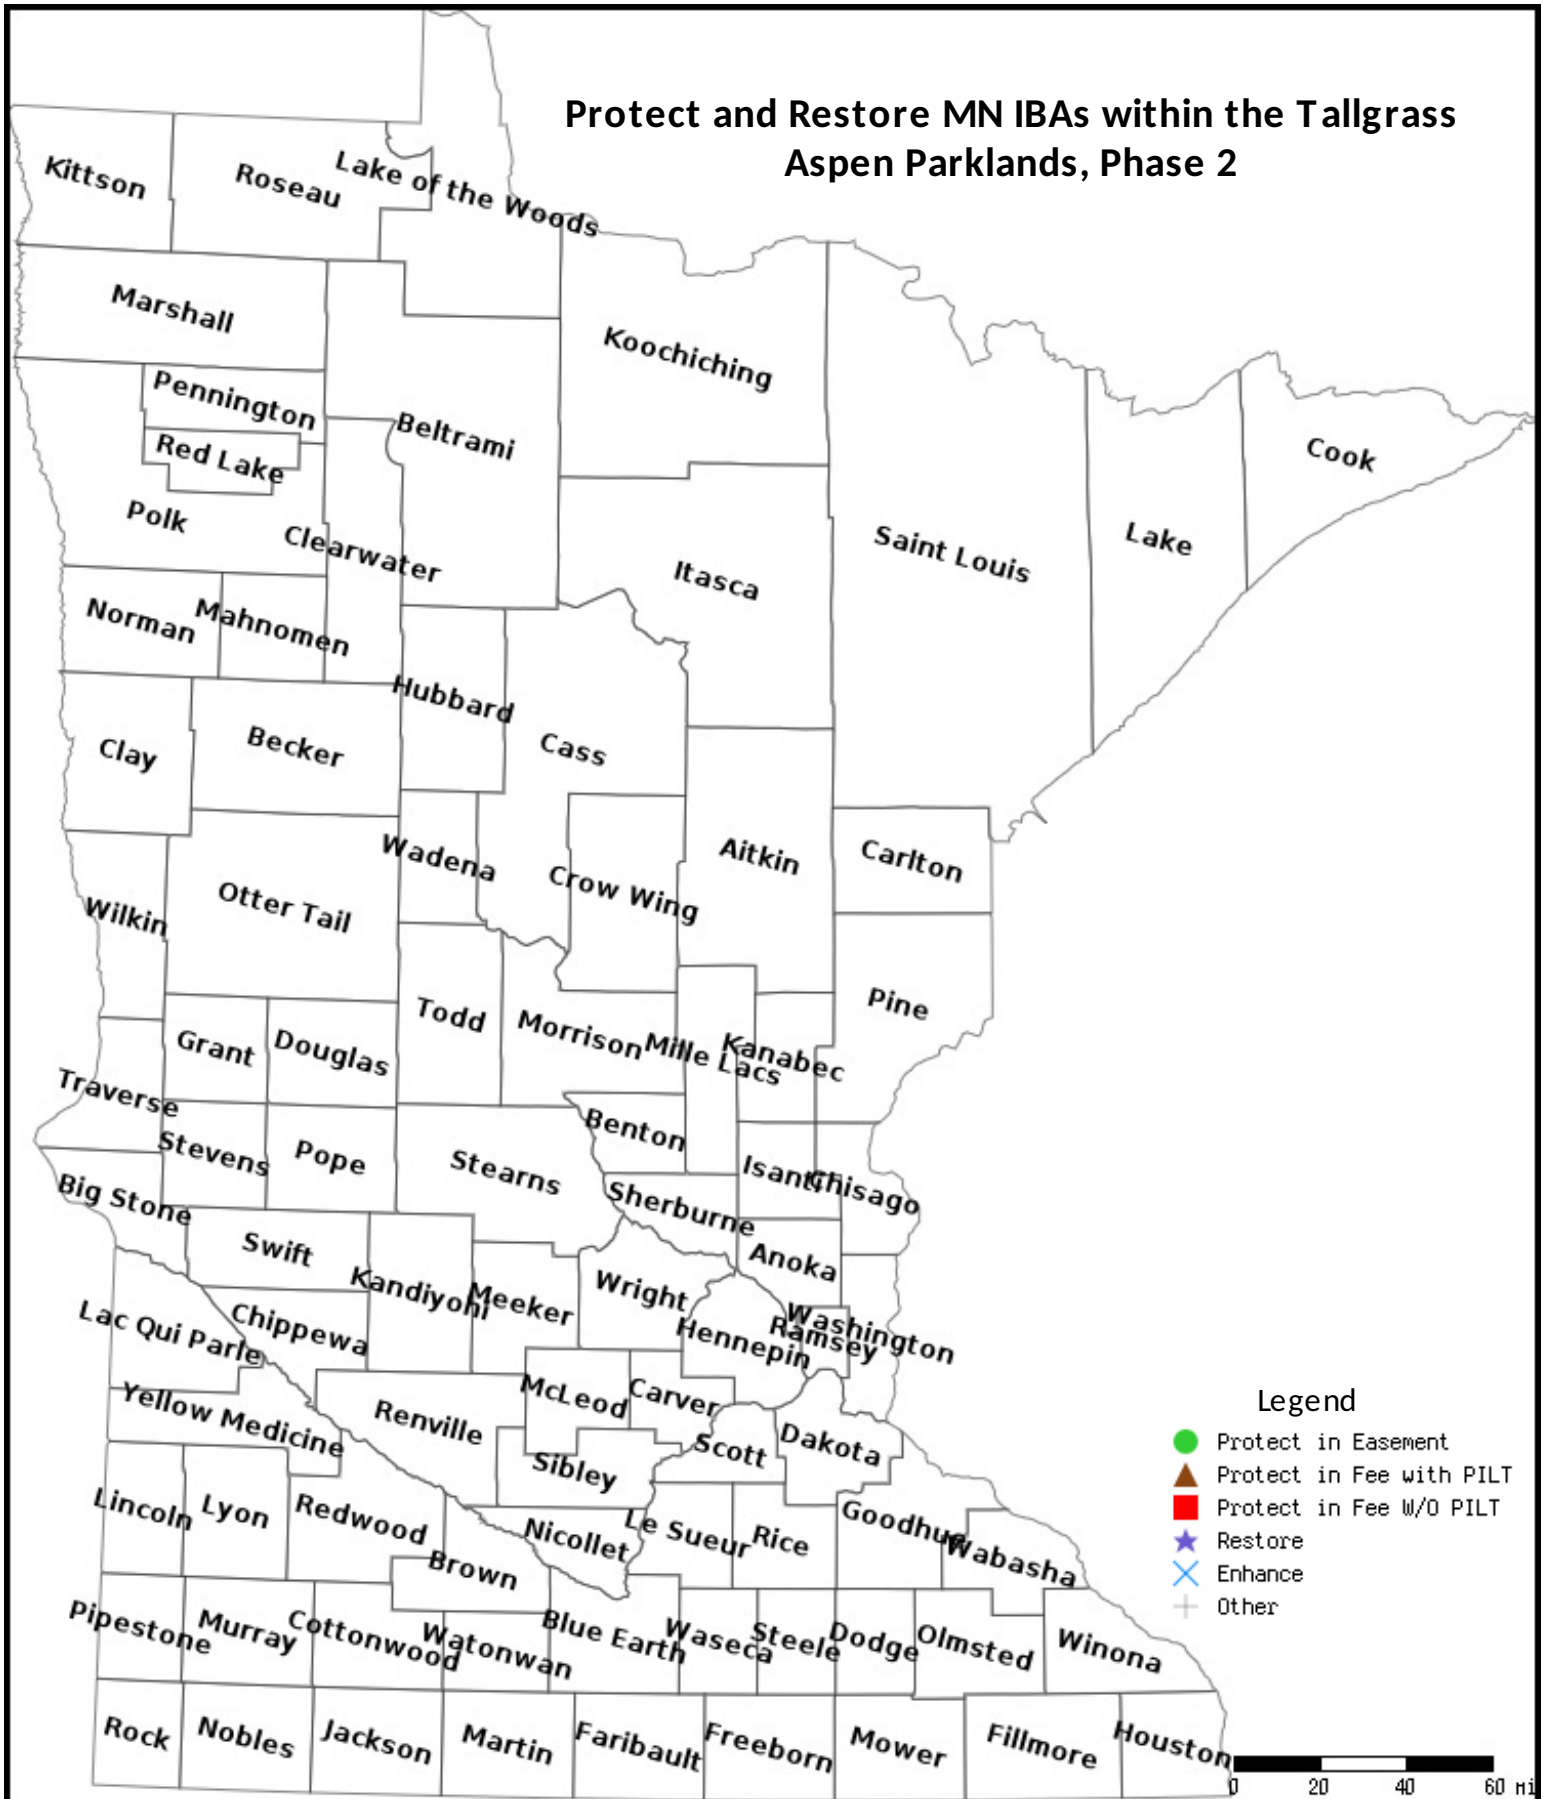 Protect and Restore MN IBAs within the Tallgrass
Aspen Parklands, Phase 2
Kittson
Roseau
Lake of the Woods
Marshall
Koochiching
Pennington
Beltrami
Red Lake
Cook
Polk
Clearwater
Saint Louis
Lake
Itasca
Norman
Mahnomen
Hubbard
Clay
Becker
Cass
Wadena
Aitkin
Carlton
Otter Tail
Crow Wing
Wilkin
Todd
Pine
Morrison
Mille Lacs
Kanabec
Grant
Douglas
Traverse
Benton
Stevens
Pope
Stearns
Isanti
Chisago
Big Stone
Sherburne
Swift
Anoka
Kandiyohi
Meeker
Wright
Washington
Ramsey
Hennepin
Lac Qui Parle
Chippewa
McLeod
Carver
Yellow Medicine
Renville
Scott
Dakota
Sibley
Lincoln
Lyon
Redwood
Nicollet
Le Sueur
Rice
Goodhue
Wabasha
Brown
Pipestone
Murray
Cottonwood
Watonwan
Blue Earth
Waseca
Steele
Dodge
Olmsted
Winona
Rock
Nobles
Jackson
Martin
Faribault
Freeborn
Mower
Fillmore
Houston
Legend
Protect in Easement
Protect in Fee with PILT
Protect in Fee W/O PILT
Restore
Enhance
Other
0 20 40 60 mi